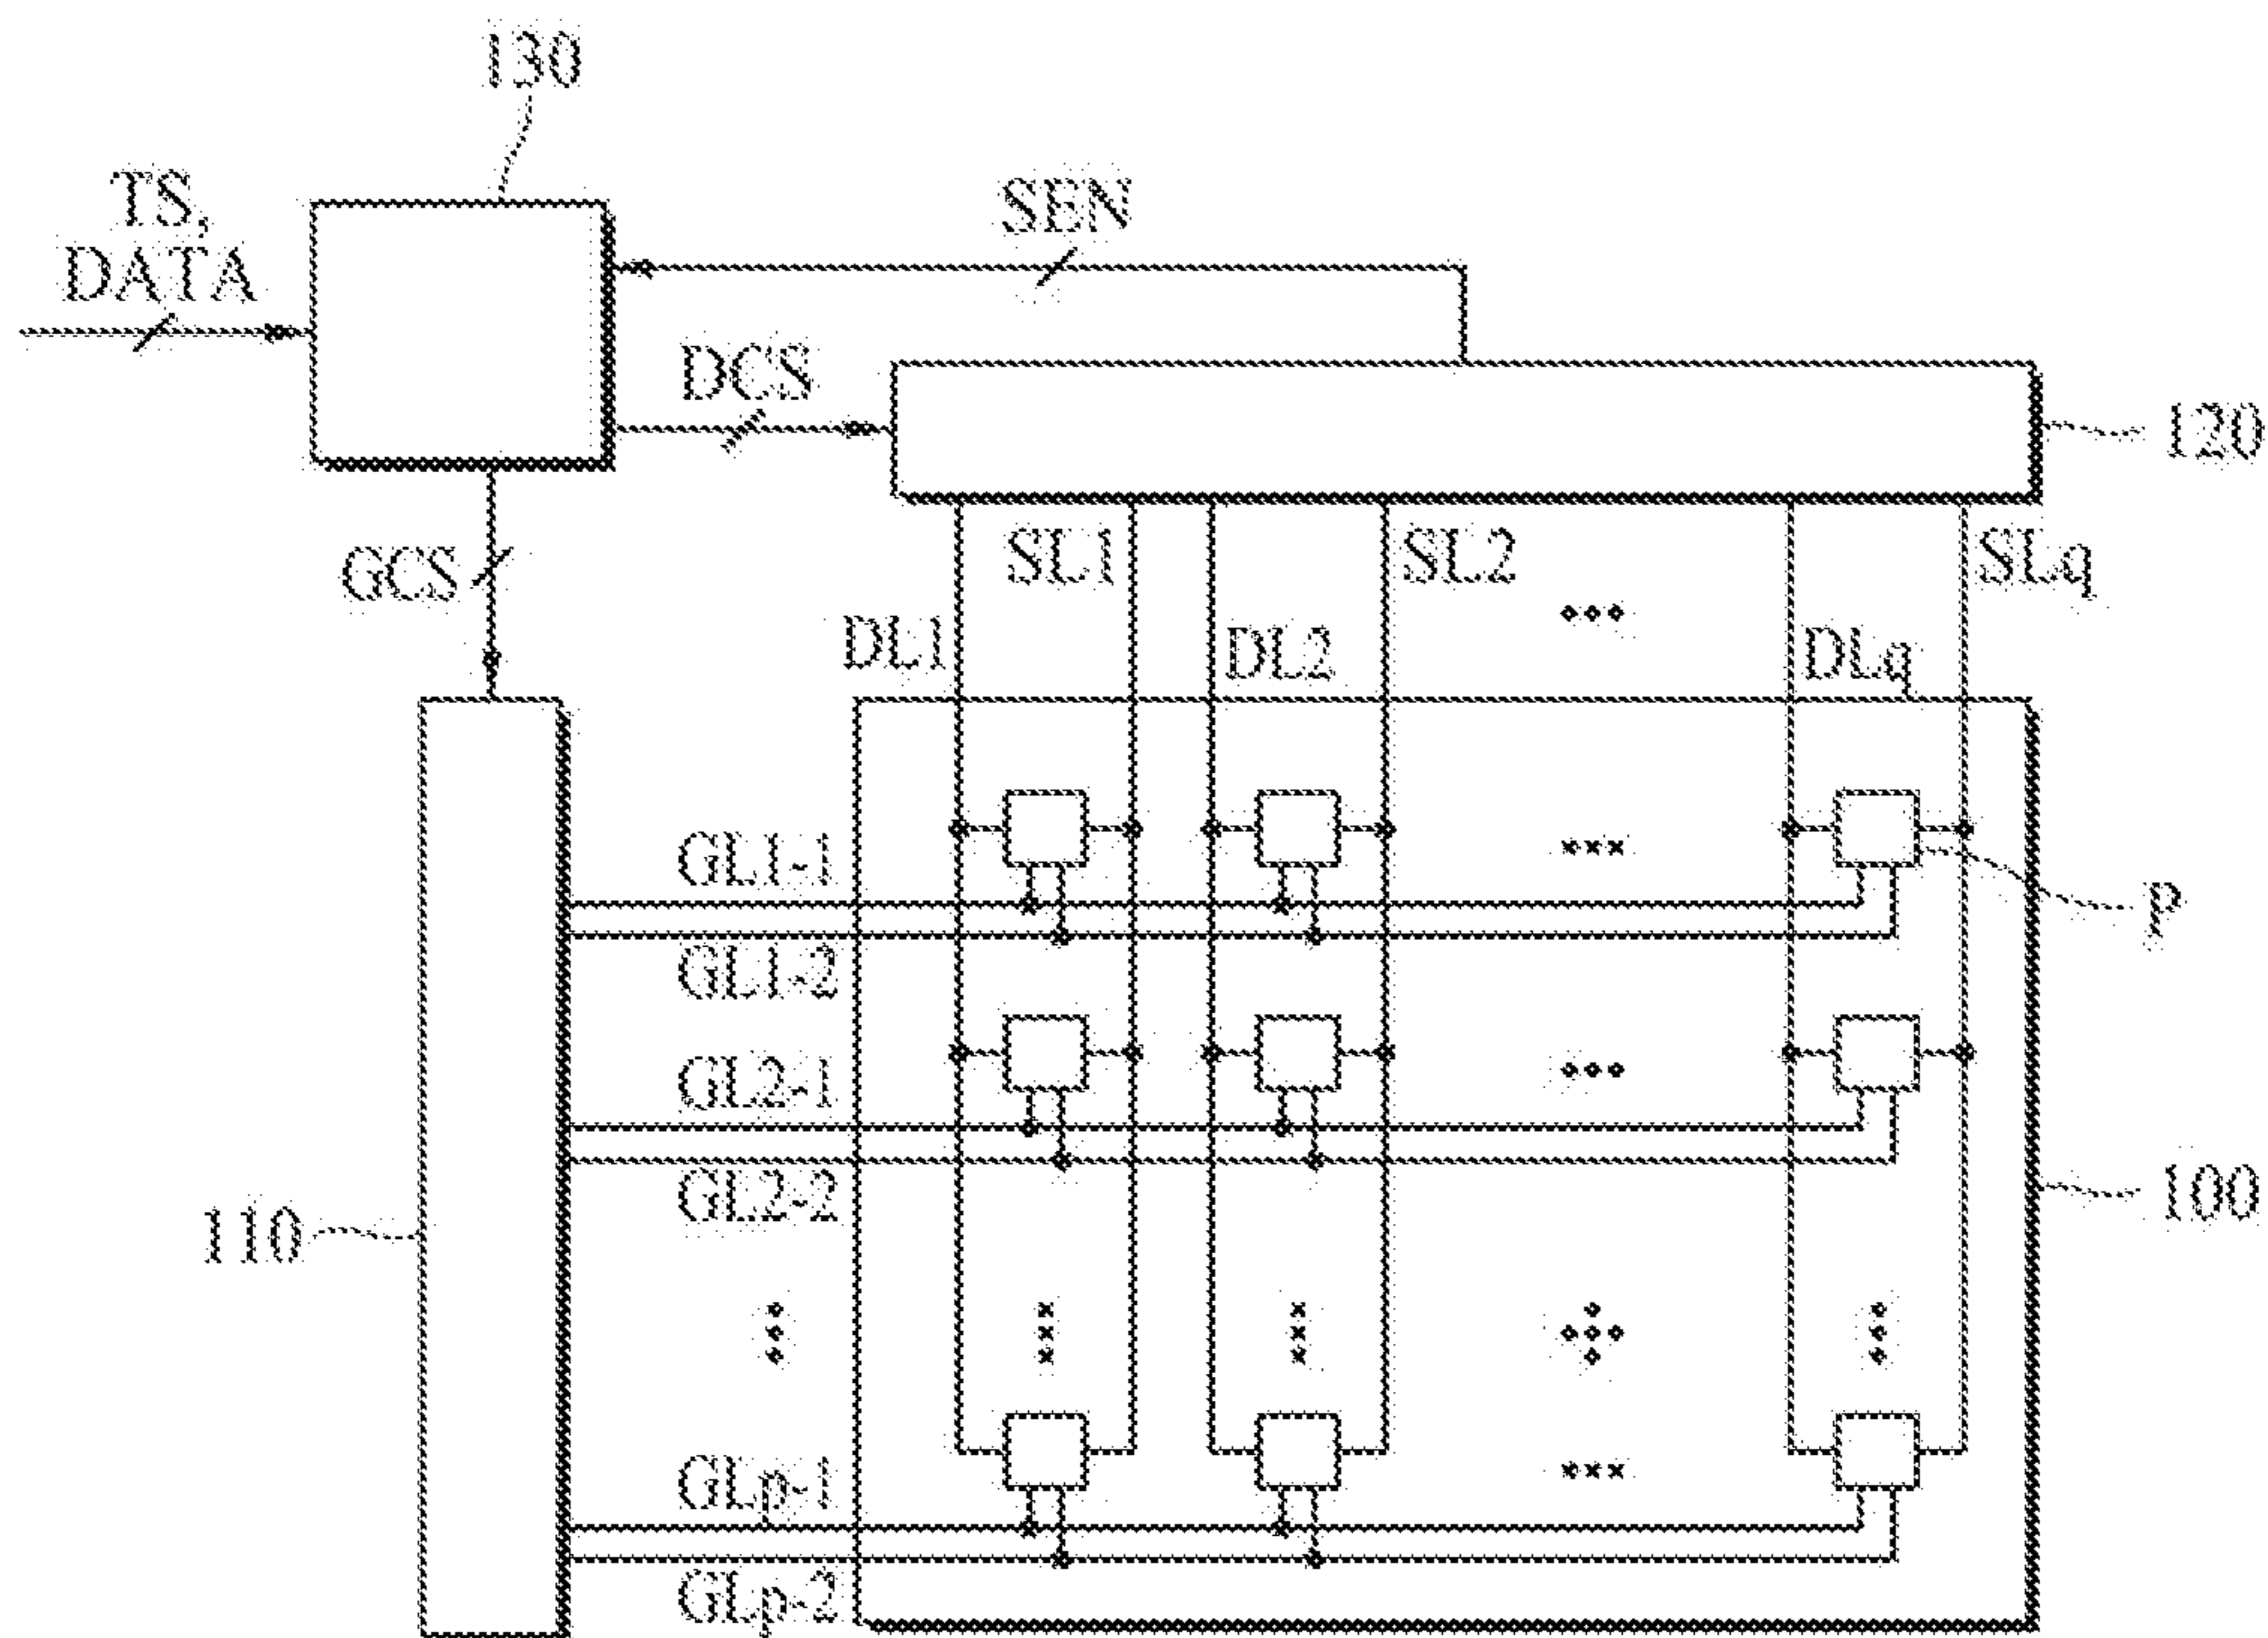 130
TS,
DATA
SEN
DCS
120
GCS
SL1
SL2
SLq
DL1
DL2
DLq
GL1-1
P
GL1-2
GL2-1
GL2-2
100
110
GLp-1
GLp-2